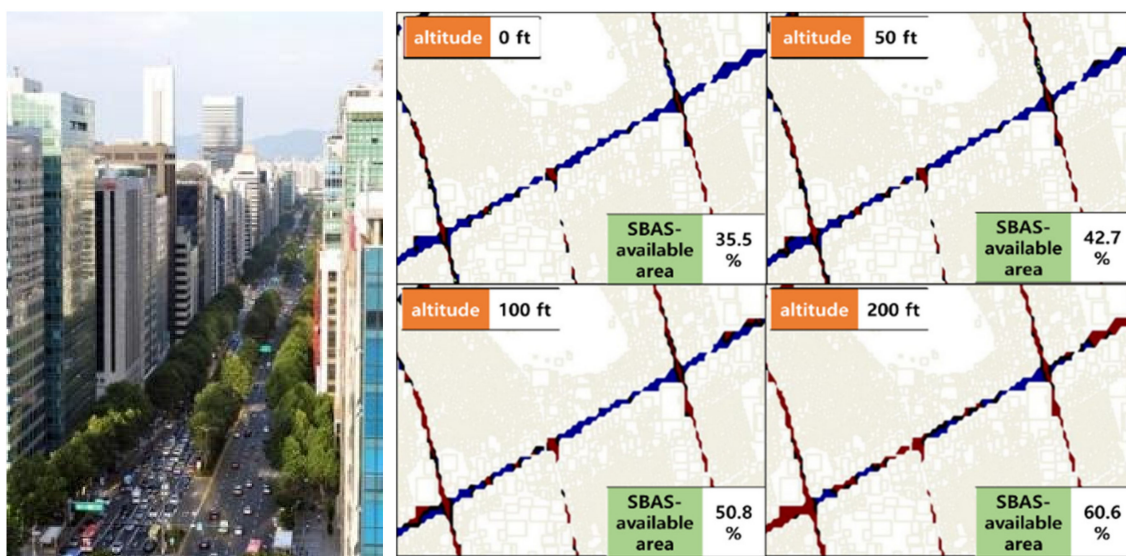 altitude 0 ft
SBAS-
available
area
35.5
%
altitude 50 ft
SBAS-
available
area
42.7
%
altitude 100 ft
SBAS-
available
area
50.8
%
altitude 200 ft
SBAS-
available
area
60.6
%